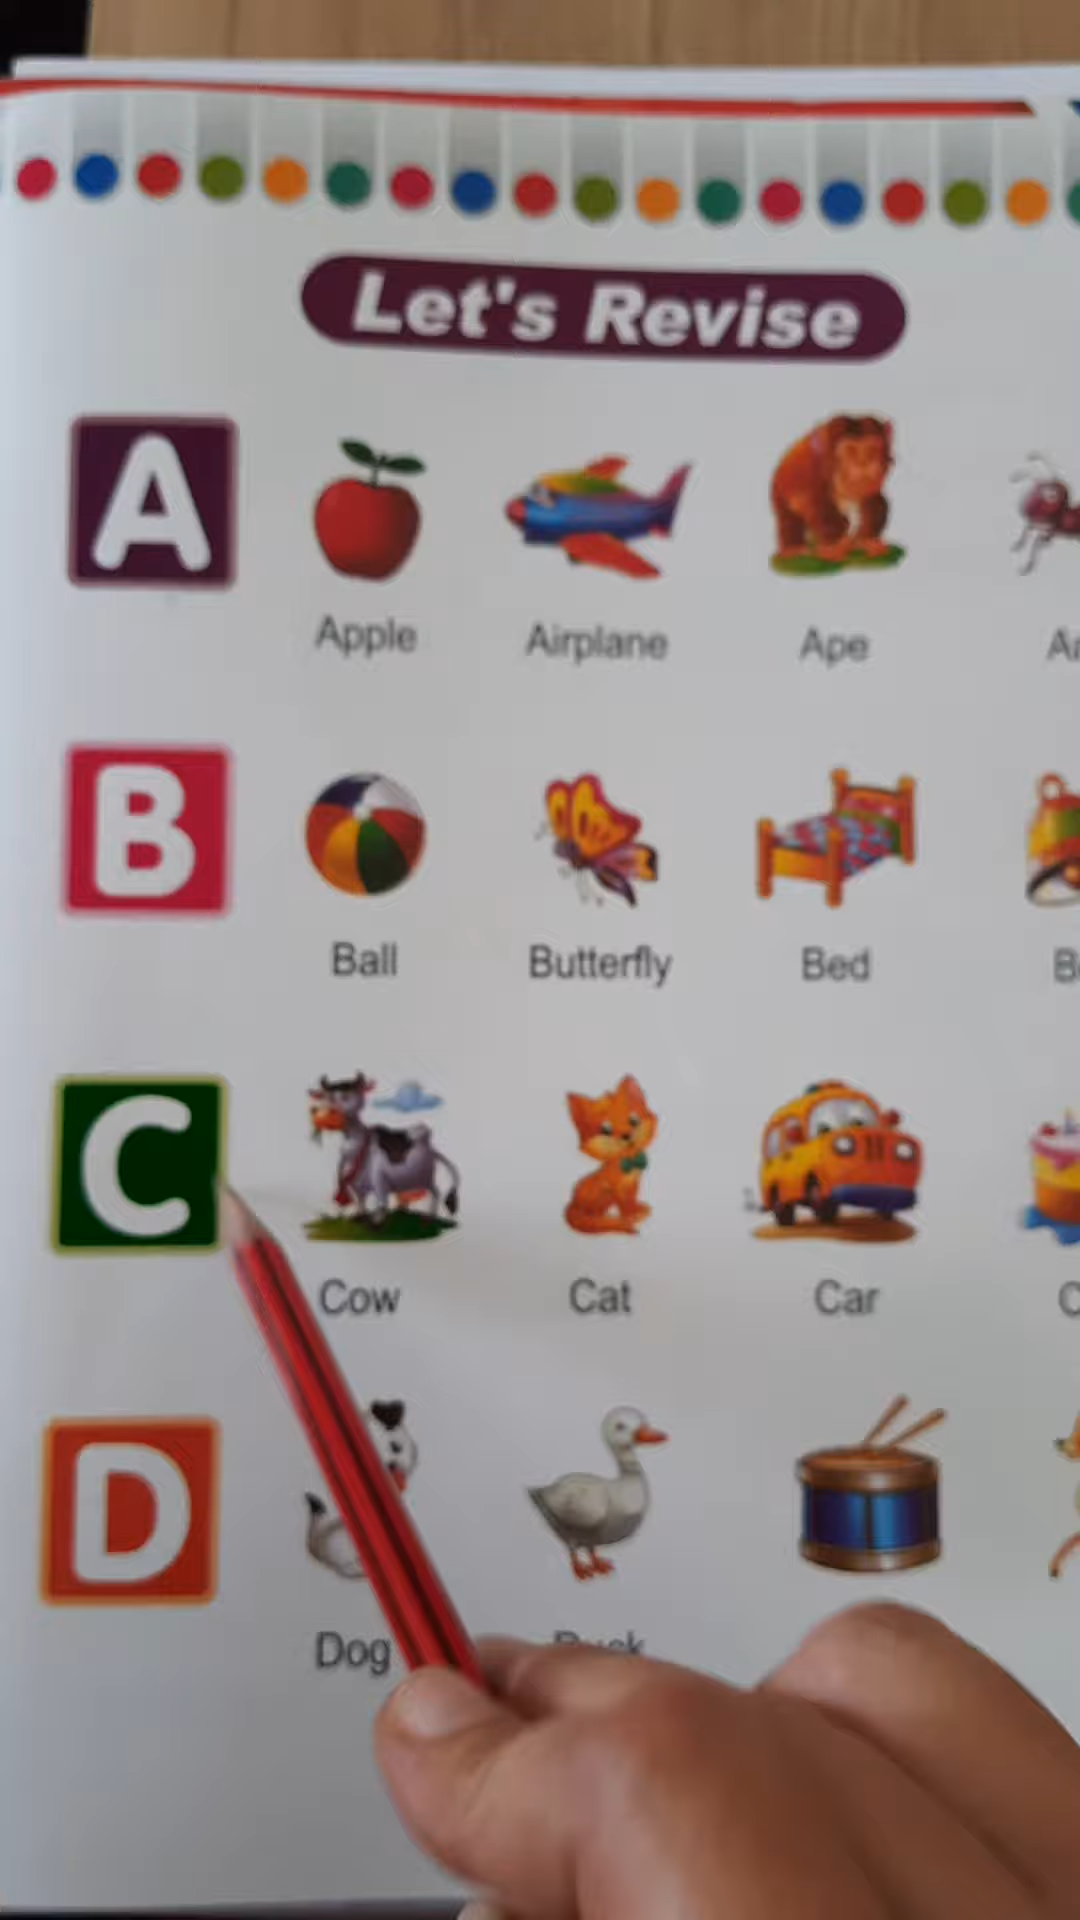 Let's Revise
A
Apple Airplane Ape
B
Ball Butterfly Bed
C
Cow Cat Car
D
Dog